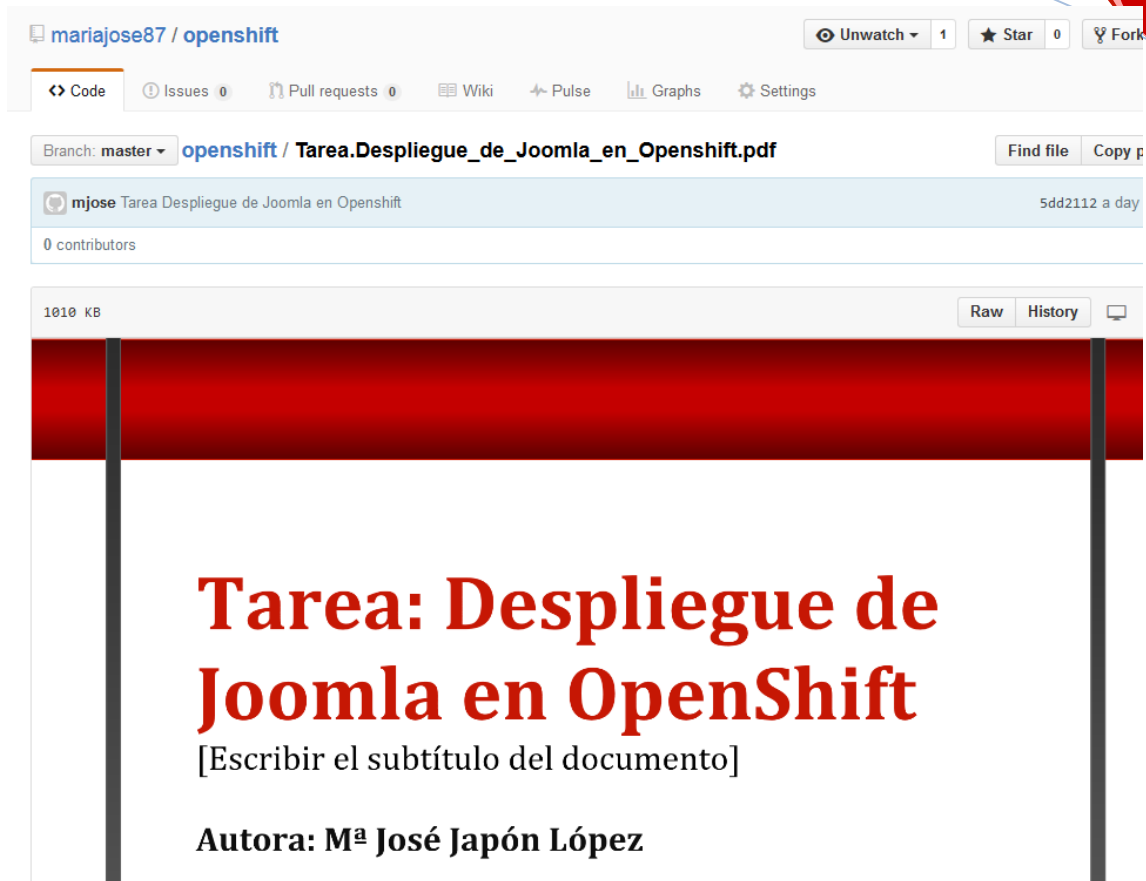 mariajose87 / openshift
Unwatch 1 Star 0 Fork
Code Issues 0 Pull requests 0 Wiki Pulse Graphs Settings
Branch: master openshift / Tarea.Despliegue_de_Joomla_en_Openshift.pdf Find file Copy p
mjose Tarea Despliegue de Joomla en Openshift 5dd2112 a day
0 contributors
1010 KB Raw History
Tarea: Despliegue de
Joomla en OpenShift
[Escribir el subtítulo del documento]
Autora: Mª José Japón López